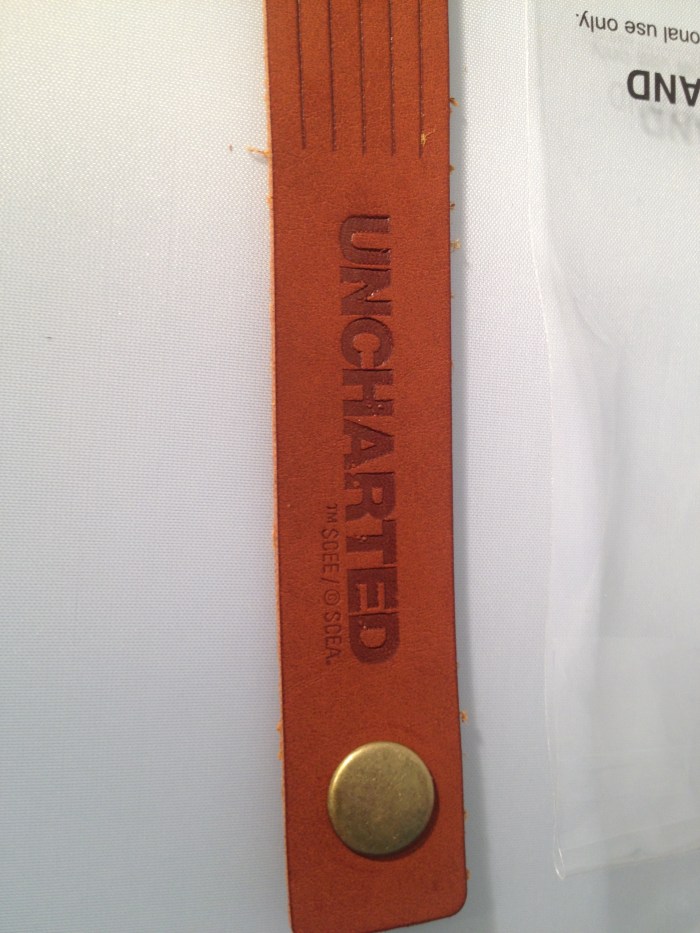 UNCHARTED
™ SCEE / © SCEA.
onal use only.
AND